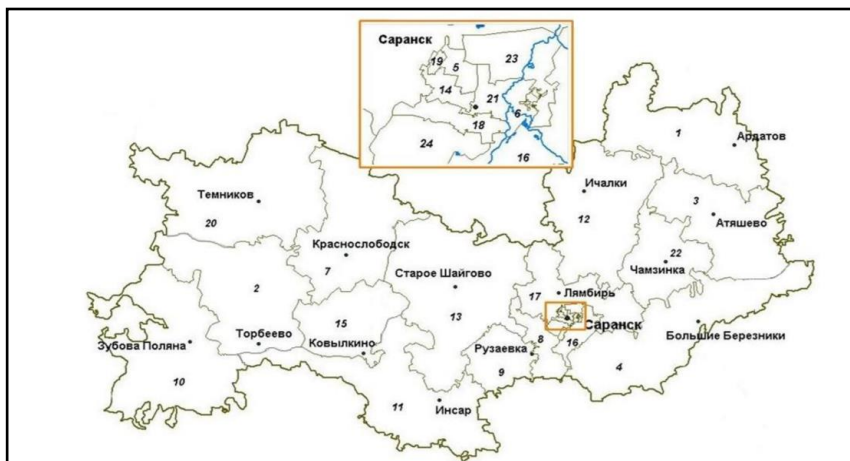 Саранск
23
19
5
14
21
6
18
24
16
1
Ардатов
Темников
Ичалки
3
20
12
Атяшево
Краснослободск
22
7
Старое Шайгово
Чамзинка
2
17
Лямбирь
13
15
Саранск
Зубова Поляна
Торбеево
Ковылкино
Рузаевка
8
16
Большие Березники
10
9
4
11
Инсар